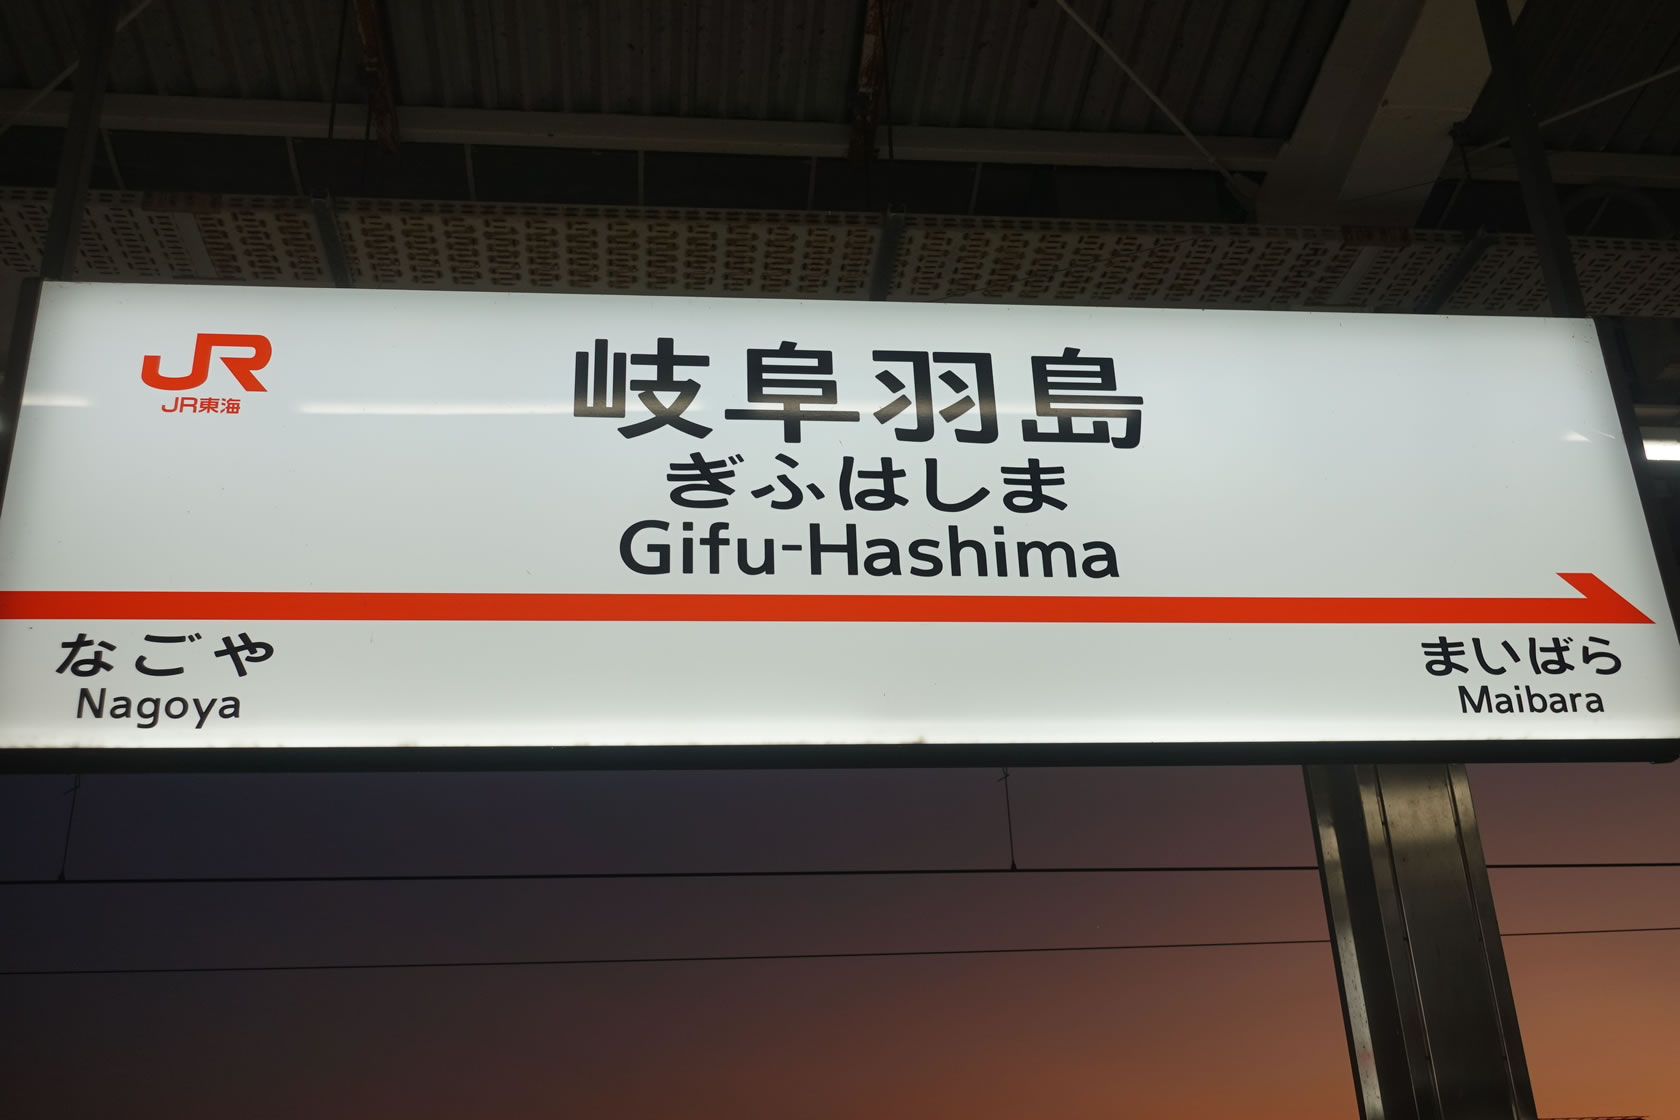 JR
JR東海
岐阜羽島
ぎふはしま
Gifu-Hashima
なごや
Nagoya
まいばら
Maibara